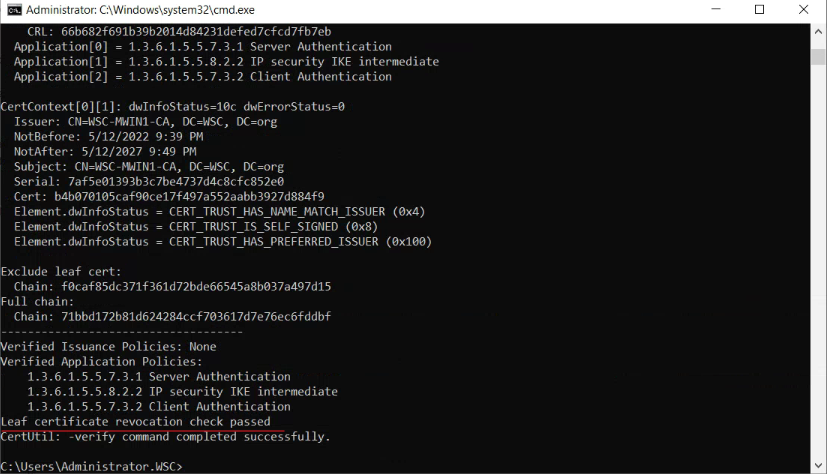 Administrator: C:\Windows\system32\cmd.exe
CRL: 66b682f691b39b2014d84231defed7cfcd7fb7eb
Application[0] = 1.3.6.1.5.5.7.3.1 Server Authentication
Application[1] = 1.3.6.1.5.5.8.2.2 IP security IKE intermediate
Application[2] = 1.3.6.1.5.5.7.3.2 Client Authentication
CertContext[0][1]: dwInfoStatus=10c dwErrorStatus=0
Issuer: CN=WSC-MWIN1-CA, DC=WSC, DC=org
NotBefore: 5/12/2022 9:39 PM
NotAfter: 5/12/2027 9:49 PM
Subject: CN=WSC-MWIN1-CA, DC=WSC, DC=org
Serial: 7af5e01393b3c7be4737d4c8cfc852e0
Cert: b4b070105caf90ce17f497a552aabb3927d884f9
Element.dwInfoStatus = CERT_TRUST_HAS_NAME_MATCH_ISSUER (0x4)
Element.dwInfoStatus = CERT_TRUST_IS_SELF_SIGNED (0x8)
Element.dwInfoStatus = CERT_TRUST_HAS_PREFERRED_ISSUER (0x100)
Exclude leaf cert:
Chain: f0caf85dc371f361d72bde66545a8b037a497d15
Full chain:
Chain: 71bbd172b81d624284ccf703617d7e76ec6fddbf
------------------------------------
Verified Issuance Policies: None
Verified Application Policies:
1.3.6.1.5.5.7.3.1 Server Authentication
1.3.6.1.5.5.8.2.2 IP security IKE intermediate
1.3.6.1.5.5.7.3.2 Client Authentication
Leaf certificate revocation check passed
CertUtil: -verify command completed successfully.
C:\Users\Administrator.WSC>